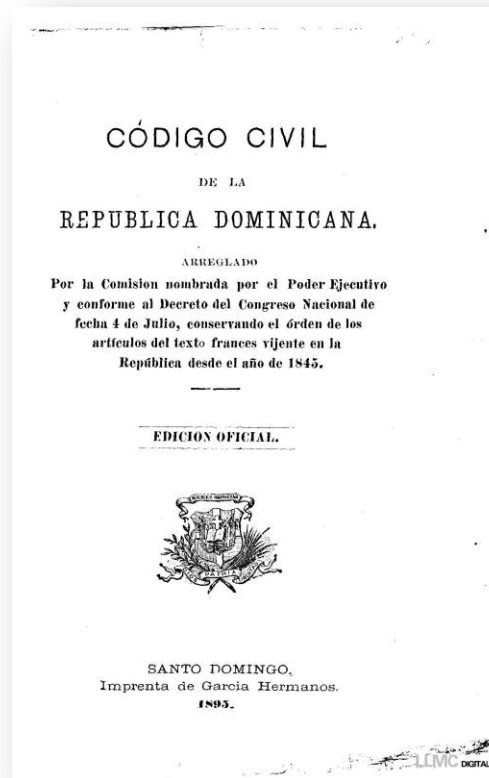 CÓDIGO CIVIL
DE LA
REPUBLICA DOMINICANA.
ARREGLADO
Por la Comision nombrada por el Poder Ejecutivo
y conforme al Decreto del Congreso Nacional de
fecha 4 de Julio, conservando el órden de los
artículos del texto frances vijente en la
República desde el año de 1845.
EDICION OFICIAL.
SANTO DOMINGO,
Imprenta de García Hermanos.
1895.
LLMC DIGITAL